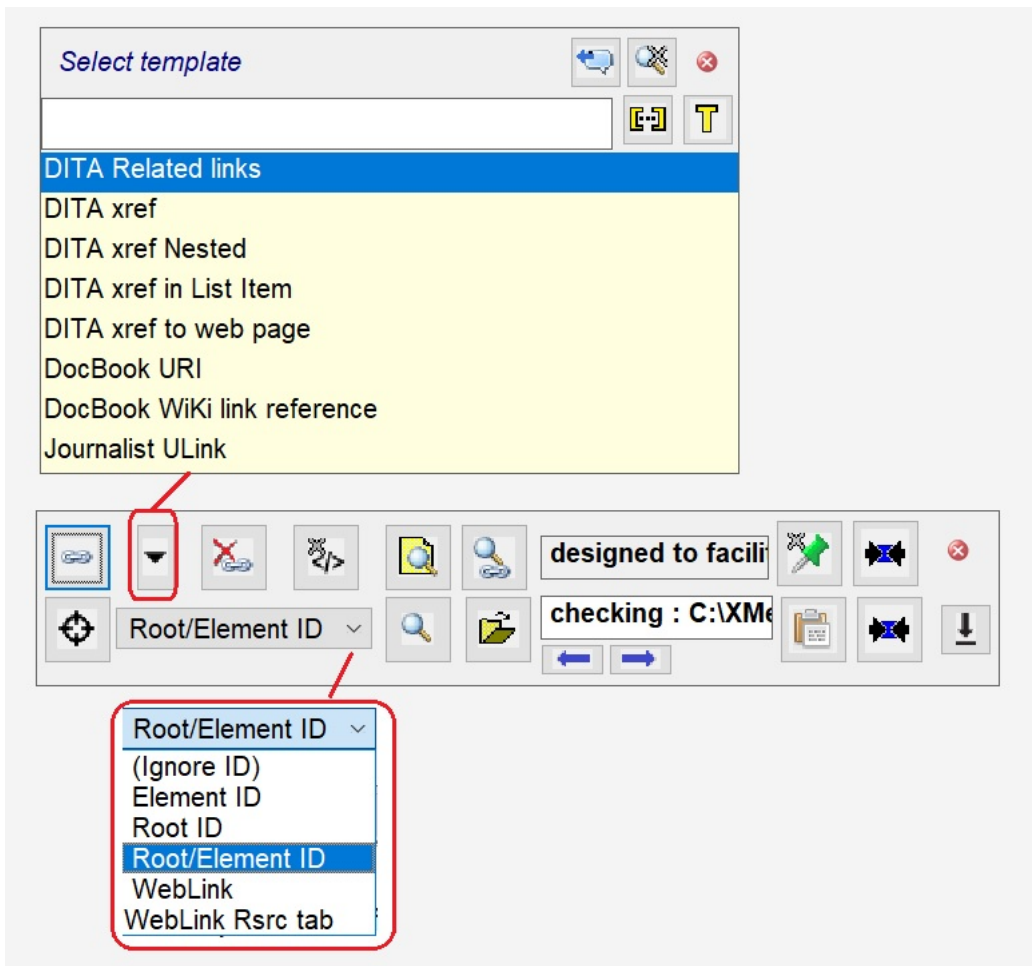 Select template
DITA Related links
DITA xref
DITA xref Nested
DITA xref in List Item
DITA xref to web page
DocBook URI
DocBook WiKi link reference
Journalist ULink
designed to facili
Root/Element ID
checking : C:\XMe
Root/Element ID
(Ignore ID)
Element ID
Root ID
Root/Element ID
WebLink
WebLink Rsrc tab